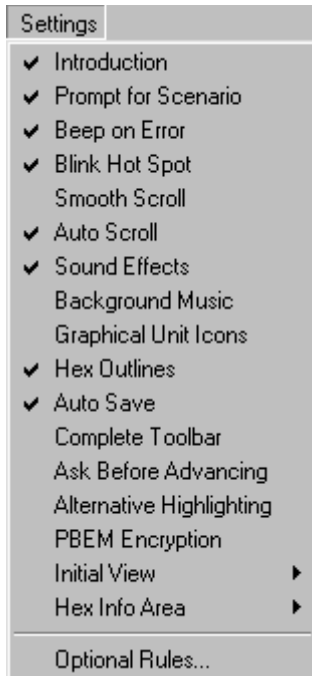 Settings
Introduction
Prompt for Scenario
Beep on Error
Blink Hot Spot
Smooth Scroll
Auto Scroll
Sound Effects
Background Music
Graphical Unit Icons
Hex Outlines
Auto Save
Complete Toolbar
Ask Before Advancing
Alternative Highlighting
PBEM Encryption
Initial View
Hex Info Area
Optional Rules...